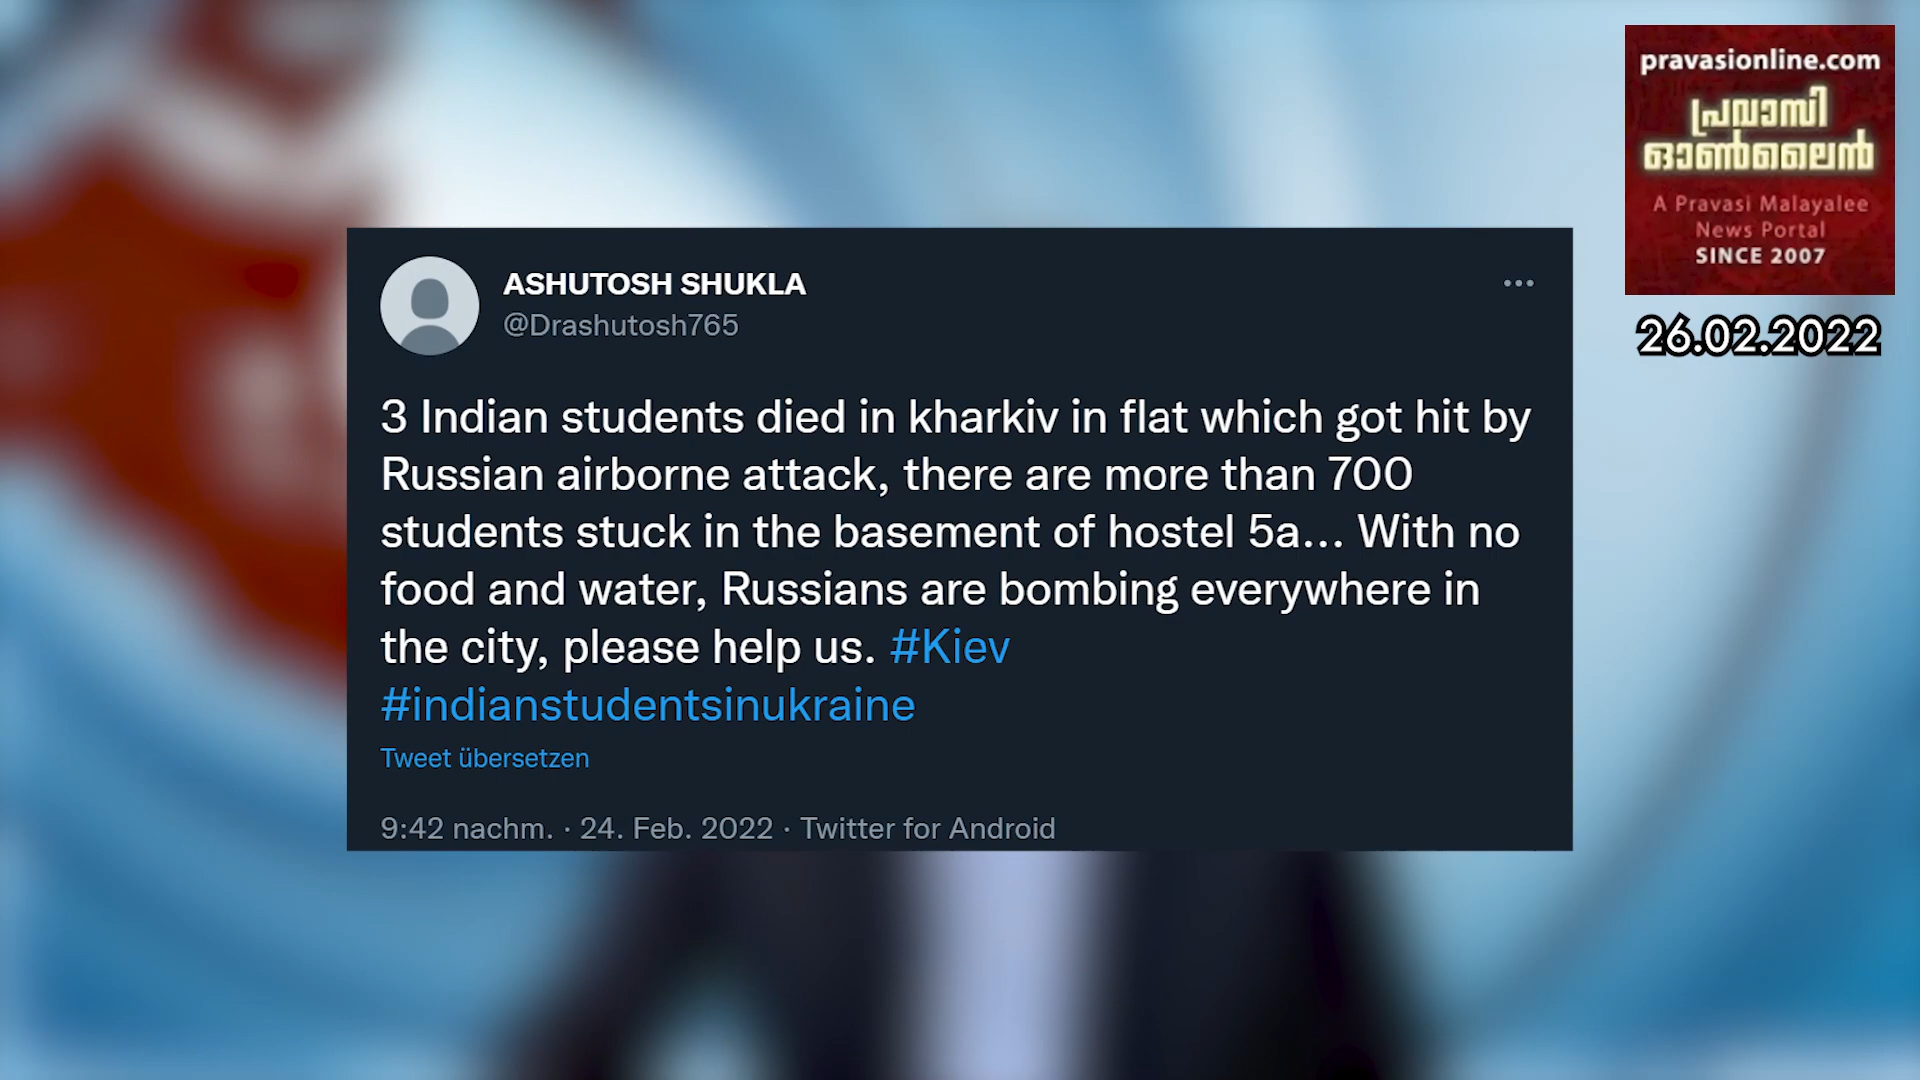 pravasionline.com
പ്രവാസി
ഓൺലൈൻ
A Pravasi Malayalee
News Portal
SINCE 2007
26.02.2022
ASHUTOSH SHUKLA
@Drashutosh765
3 Indian students died in kharkiv in flat which got hit by
Russian airborne attack, there are more than 700
students stuck in the basement of hostel 5a... With no
food and water, Russians are bombing everywhere in
the city, please help us. #Kiev
#indianstudentsinukraine
Tweet übersetzen
9:42 nachm. · 24. Feb. 2022 · Twitter for Android